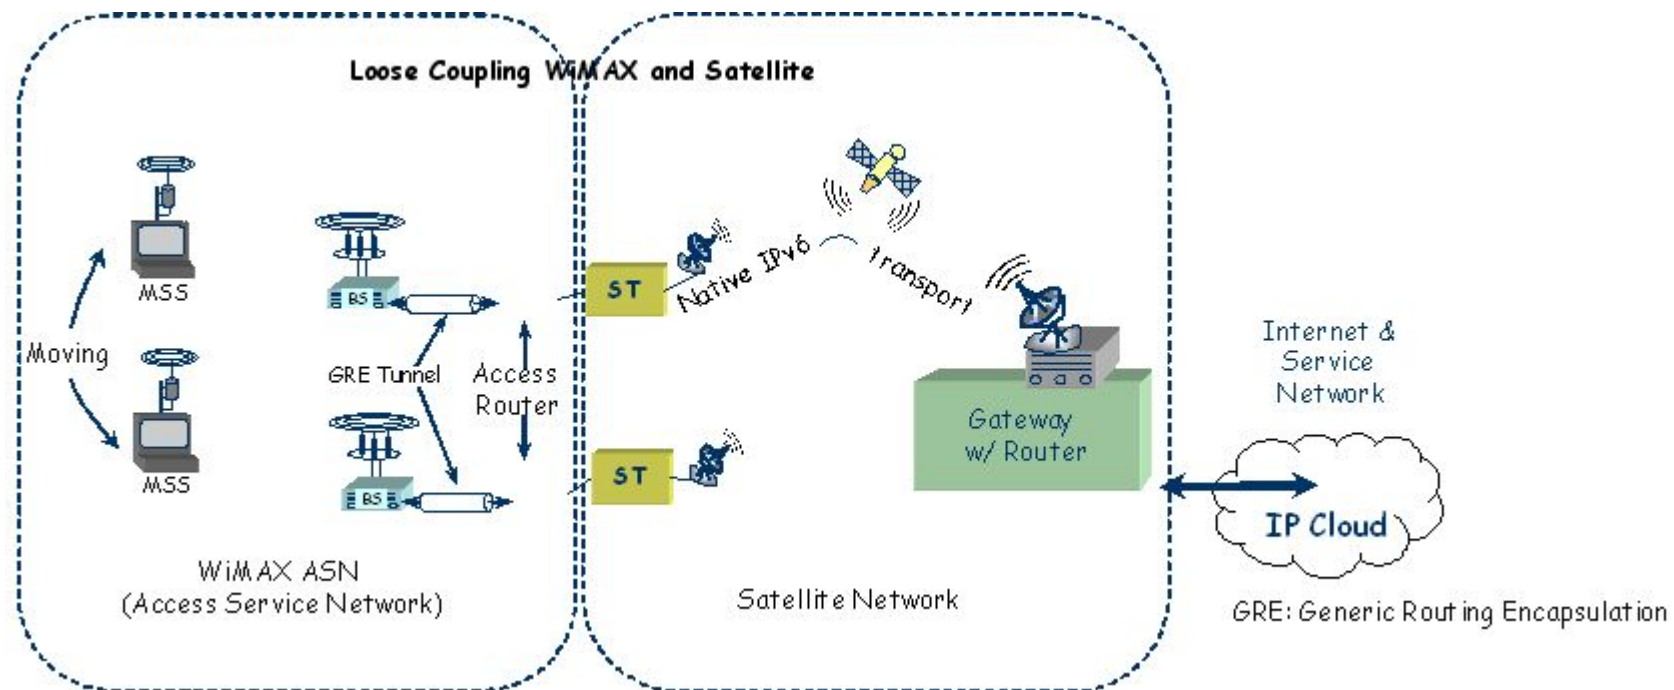 Loose Coupling WiMAX and Satellite
MSS
Moving
MSS
BS
GRE Tunnel
BS
Access
Router
WiMAX ASN
(Access Service Network)
ST
ST
Native IPv6
transport
Gateway
w/ Router
Satellite Network
Internet &
Service
Network
IP Cloud
GRE: Generic Routing Encapsulation